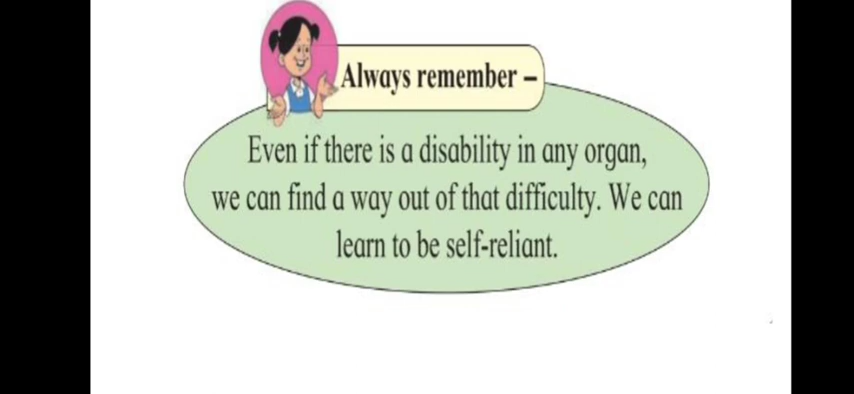 Always remember –
Even if there is a disability in any organ,
we can find a way out of that difficulty. We can
learn to be self-reliant.